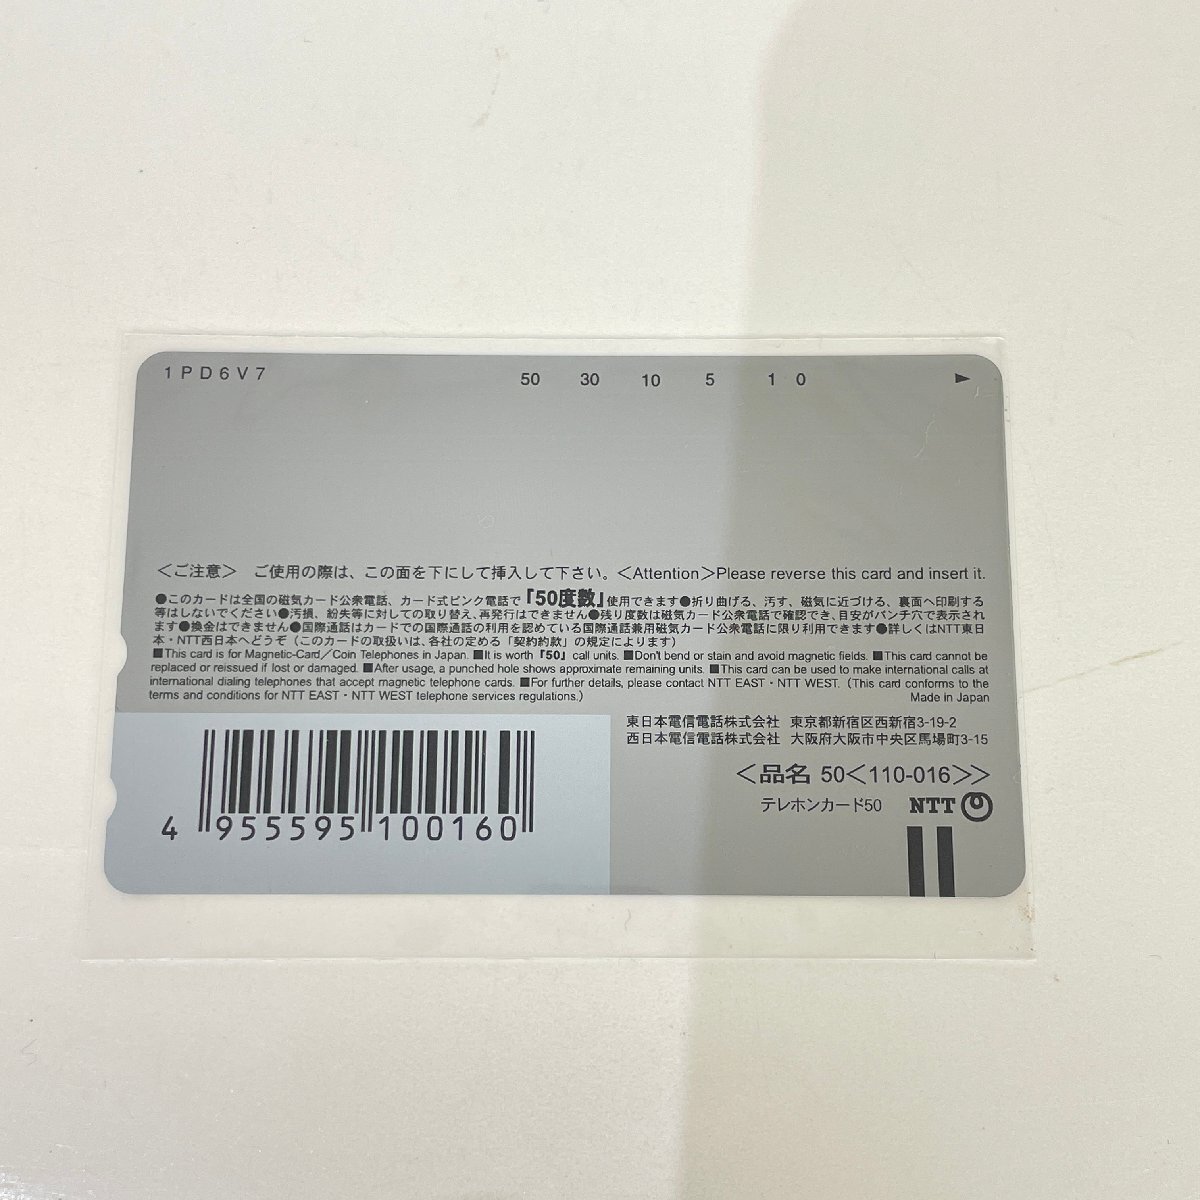 1PD6V7 50 30 10 5 1 0 ►
＜ご注意＞ ご使用の際は、この面を下にして挿入して下さい。＜Attention＞Please reverse this card and insert it.
●このカードは全国の磁気カード公衆電話、カード式ピンク電話で「50度数」使用できます●折り曲げる、汚す、磁気に近づける、裏面へ印刷する
等はしないでください●汚損、紛失等に対しての取り替え、再発行はできません●残り度数は磁気カード公衆電話で確認でき、目安がパンチ穴で表示され
ます●換金はできません●国際通話はカードでの国際通話の利用を認めている国際通話兼用磁気カード公衆電話に限り利用できます●詳しくはNTT東日
本・NTT西日本へどうぞ（このカードの取扱いは、各社の定める「契約約款」の規定によります）
■This card is for Magnetic-Card／Coin Telephones in Japan. ■It is worth「50」call units. ■Don't bend or stain and avoid magnetic fields. ■This card cannot be
replaced or reissued if lost or damaged. ■After usage, a punched hole shows approximate remaining units. ■This card can be used to make international calls at
international dialing telephones that accept magnetic telephone cards. ■For further details, please contact NTT EAST・NTT WEST. (This card conforms to the
terms and conditions for NTT EAST・NTT WEST telephone services regulations.) Made in Japan
東日本電信電話株式会社 東京都新宿区西新宿3-19-2
西日本電信電話株式会社 大阪府大阪市中央区馬場町3-15
＜品名 50＜110-016＞＞
テレホンカード50 NTT
4 955595 100160